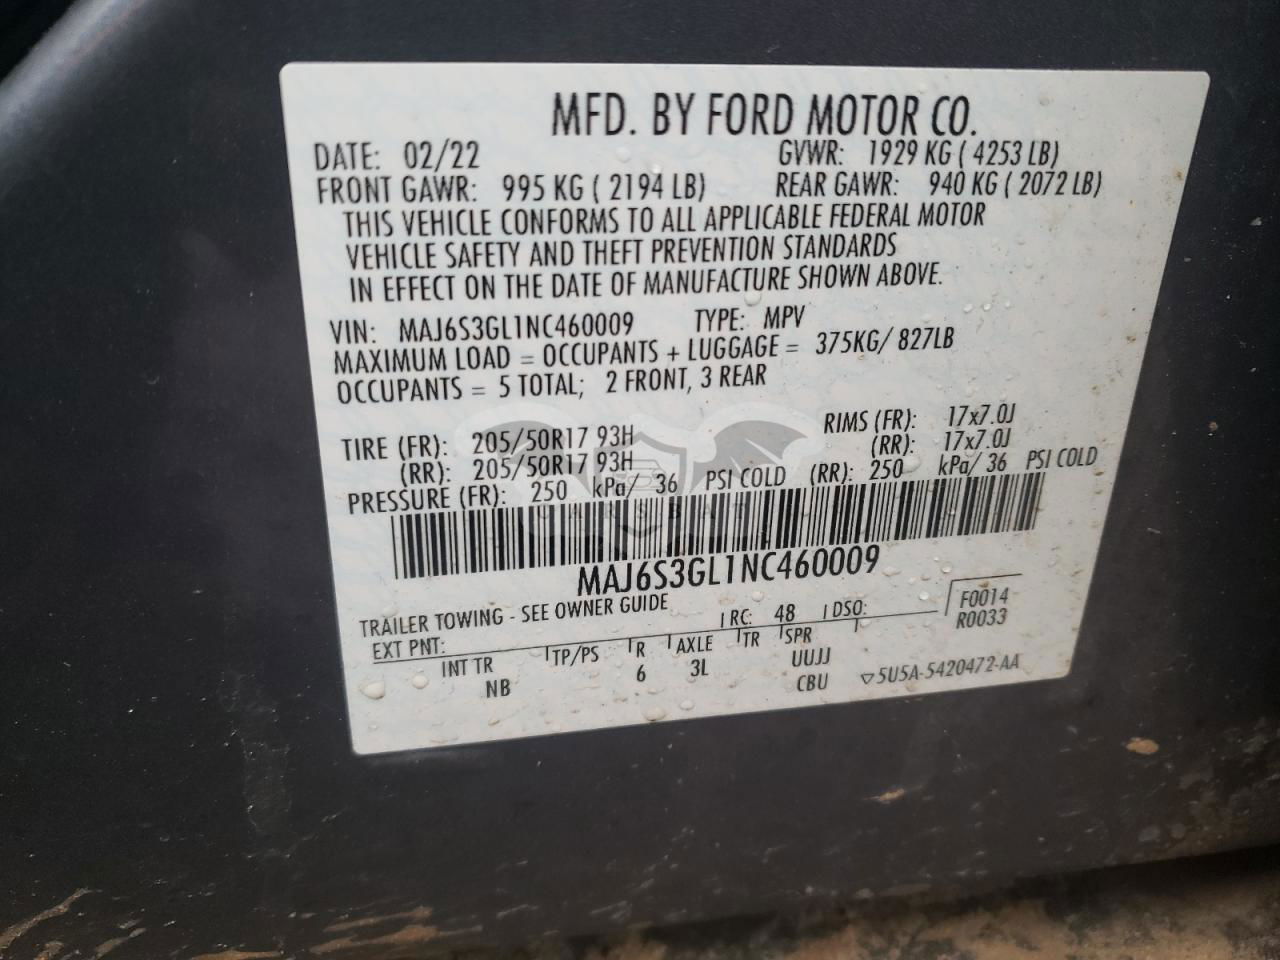 MFD. BY FORD MOTOR CO.
DATE: 02/22 GVWR: 1929 KG ( 4253 LB)
FRONT GAWR: 995 KG ( 2194 LB) REAR GAWR: 940 KG ( 2072 LB)
THIS VEHICLE CONFORMS TO ALL APPLICABLE FEDERAL MOTOR
VEHICLE SAFETY AND THEFT PREVENTION STANDARDS
IN EFFECT ON THE DATE OF MANUFACTURE SHOWN ABOVE.
VIN: MAJ6S3GL1NC460009 TYPE: MPV
MAXIMUM LOAD = OCCUPANTS + LUGGAGE = 375KG/ 827LB
OCCUPANTS = 5 TOTAL; 2 FRONT, 3 REAR
TIRE (FR): 205/50R17 93H RIMS (FR): 17x7.0J
(RR): 205/50R17 93H (RR): 17x7.0J
PRESSURE (FR): 250 kPa/ 36 PSI COLD (RR): 250 kPa/ 36 PSI COLD
CARSBAT
MAJ6S3GL1NC460009
TRAILER TOWING - SEE OWNER GUIDE
EXT PNT: RC: 48 DSO: F0014
R0033
INT TR TP/PS R AXLE TR SPR
NB 6 3L UUJJ
CBU ▽5U5A-5420472-AA